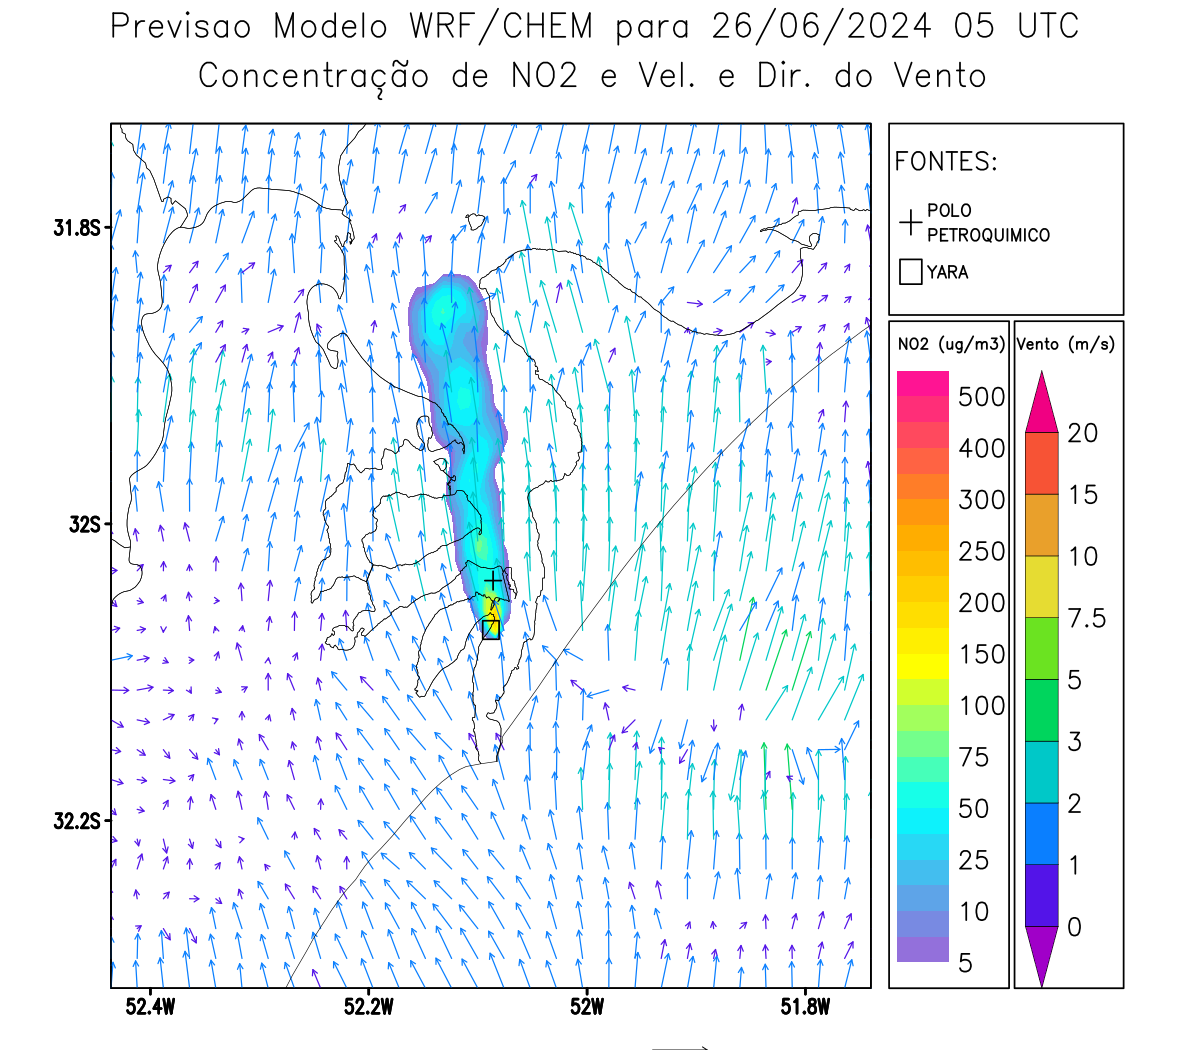 Previsao Modelo WRF/CHEM para 26/06/2024 05 UTC
Concentração de NO2 e Vel. e Dir. do Vento
FONTES:
POLO
PETROQUIMICO
YARA
NO2 (ug/m3)
500
400
300
250
200
150
100
75
50
25
10
5
Vento (m/s)
20
15
10
7.5
5
3
2
1
0
31.8S
32S
32.2S
52.4W
52.2W
52W
51.8W